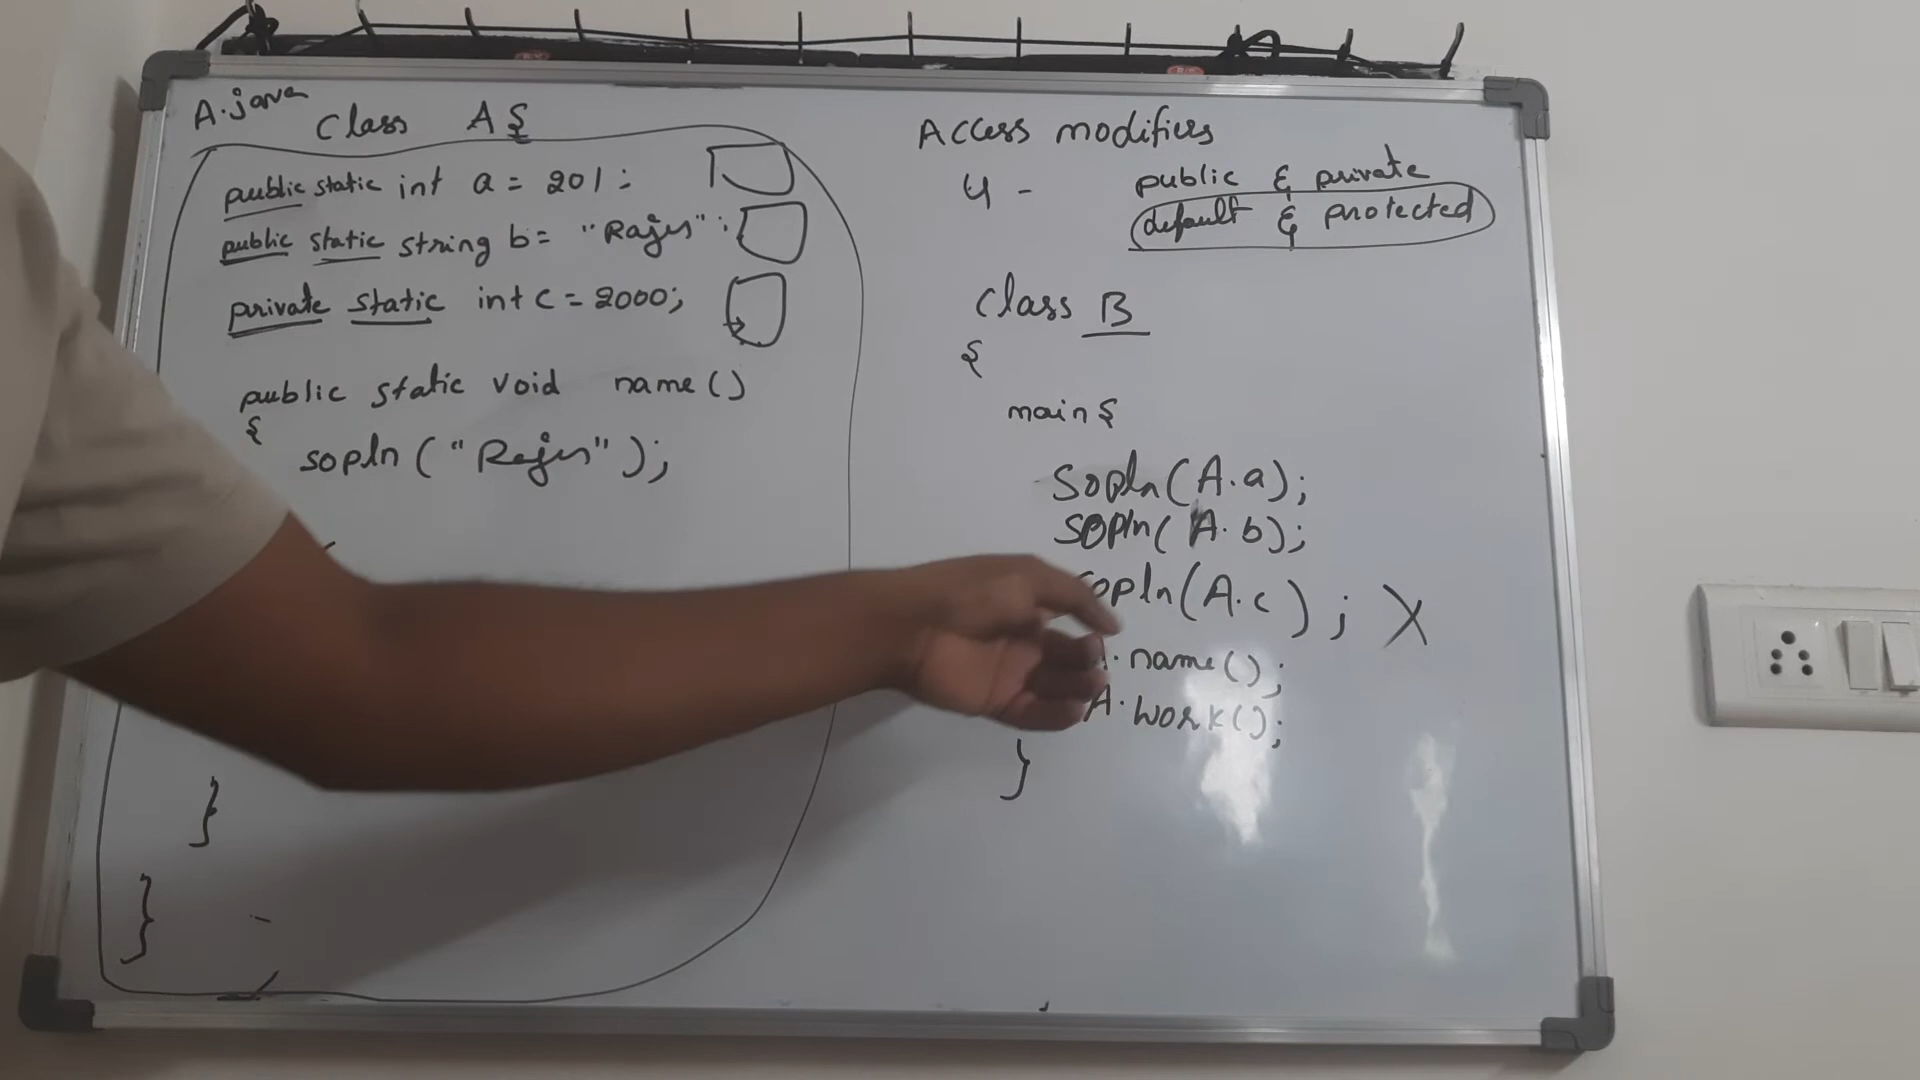 A.java
class A{
public static int a = 201:
public static string b = "Rajes":
private static int c = 2000;
public static void name()
{
sopln("Rajes");
}
}
Access modifiers
4 - public & private
default & protected
class B
{
main{
Sopln(A.a);
SOPln(A.b);
sopln(A.c); X
A.name();
A.work();
}